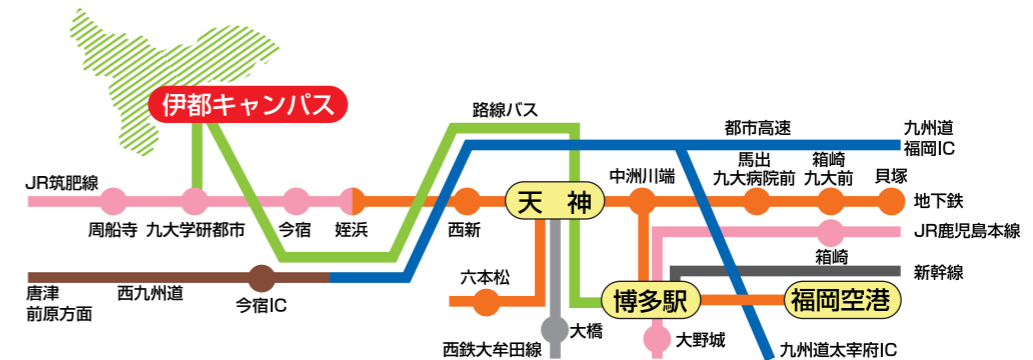 伊都キャンパス
路線バス
都市高速
九州道
福岡IC
JR筑肥線
中洲川端
馬出
九大病院前
箱崎
九大前
貝塚
天 神
地下鉄
周船寺
九大学研都市
今宿
姪浜
西新
JR鹿児島本線
箱崎
六本松
新幹線
唐津
前原方面
西九州道
今宿IC
博多駅
福岡空港
大橋
大野城
西鉄大牟田線
九州道太宰府IC